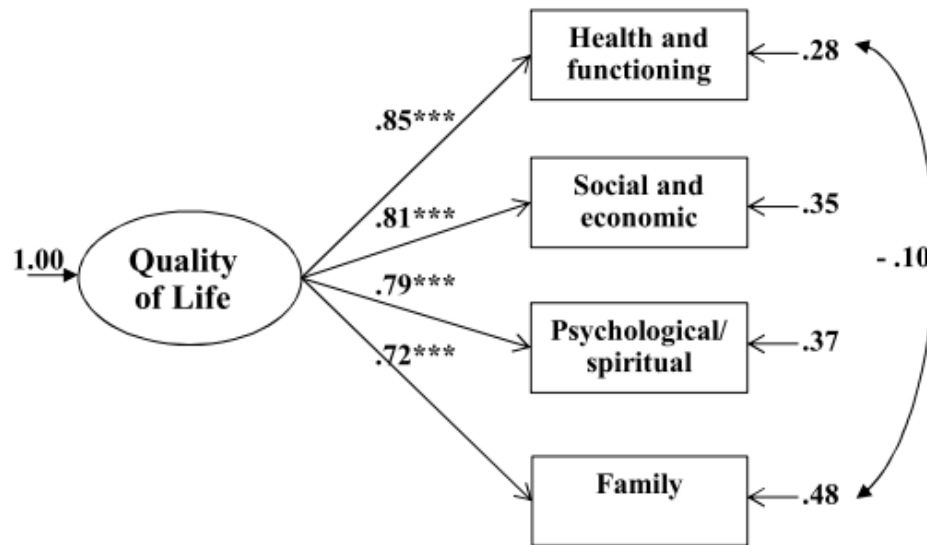 Health and
functioning
.28
.85***
Social and
economic
.81***
.35
1.00
Quality
of Life
- .10
.79***
Psychological/
spiritual
.37
.72***
Family
.48